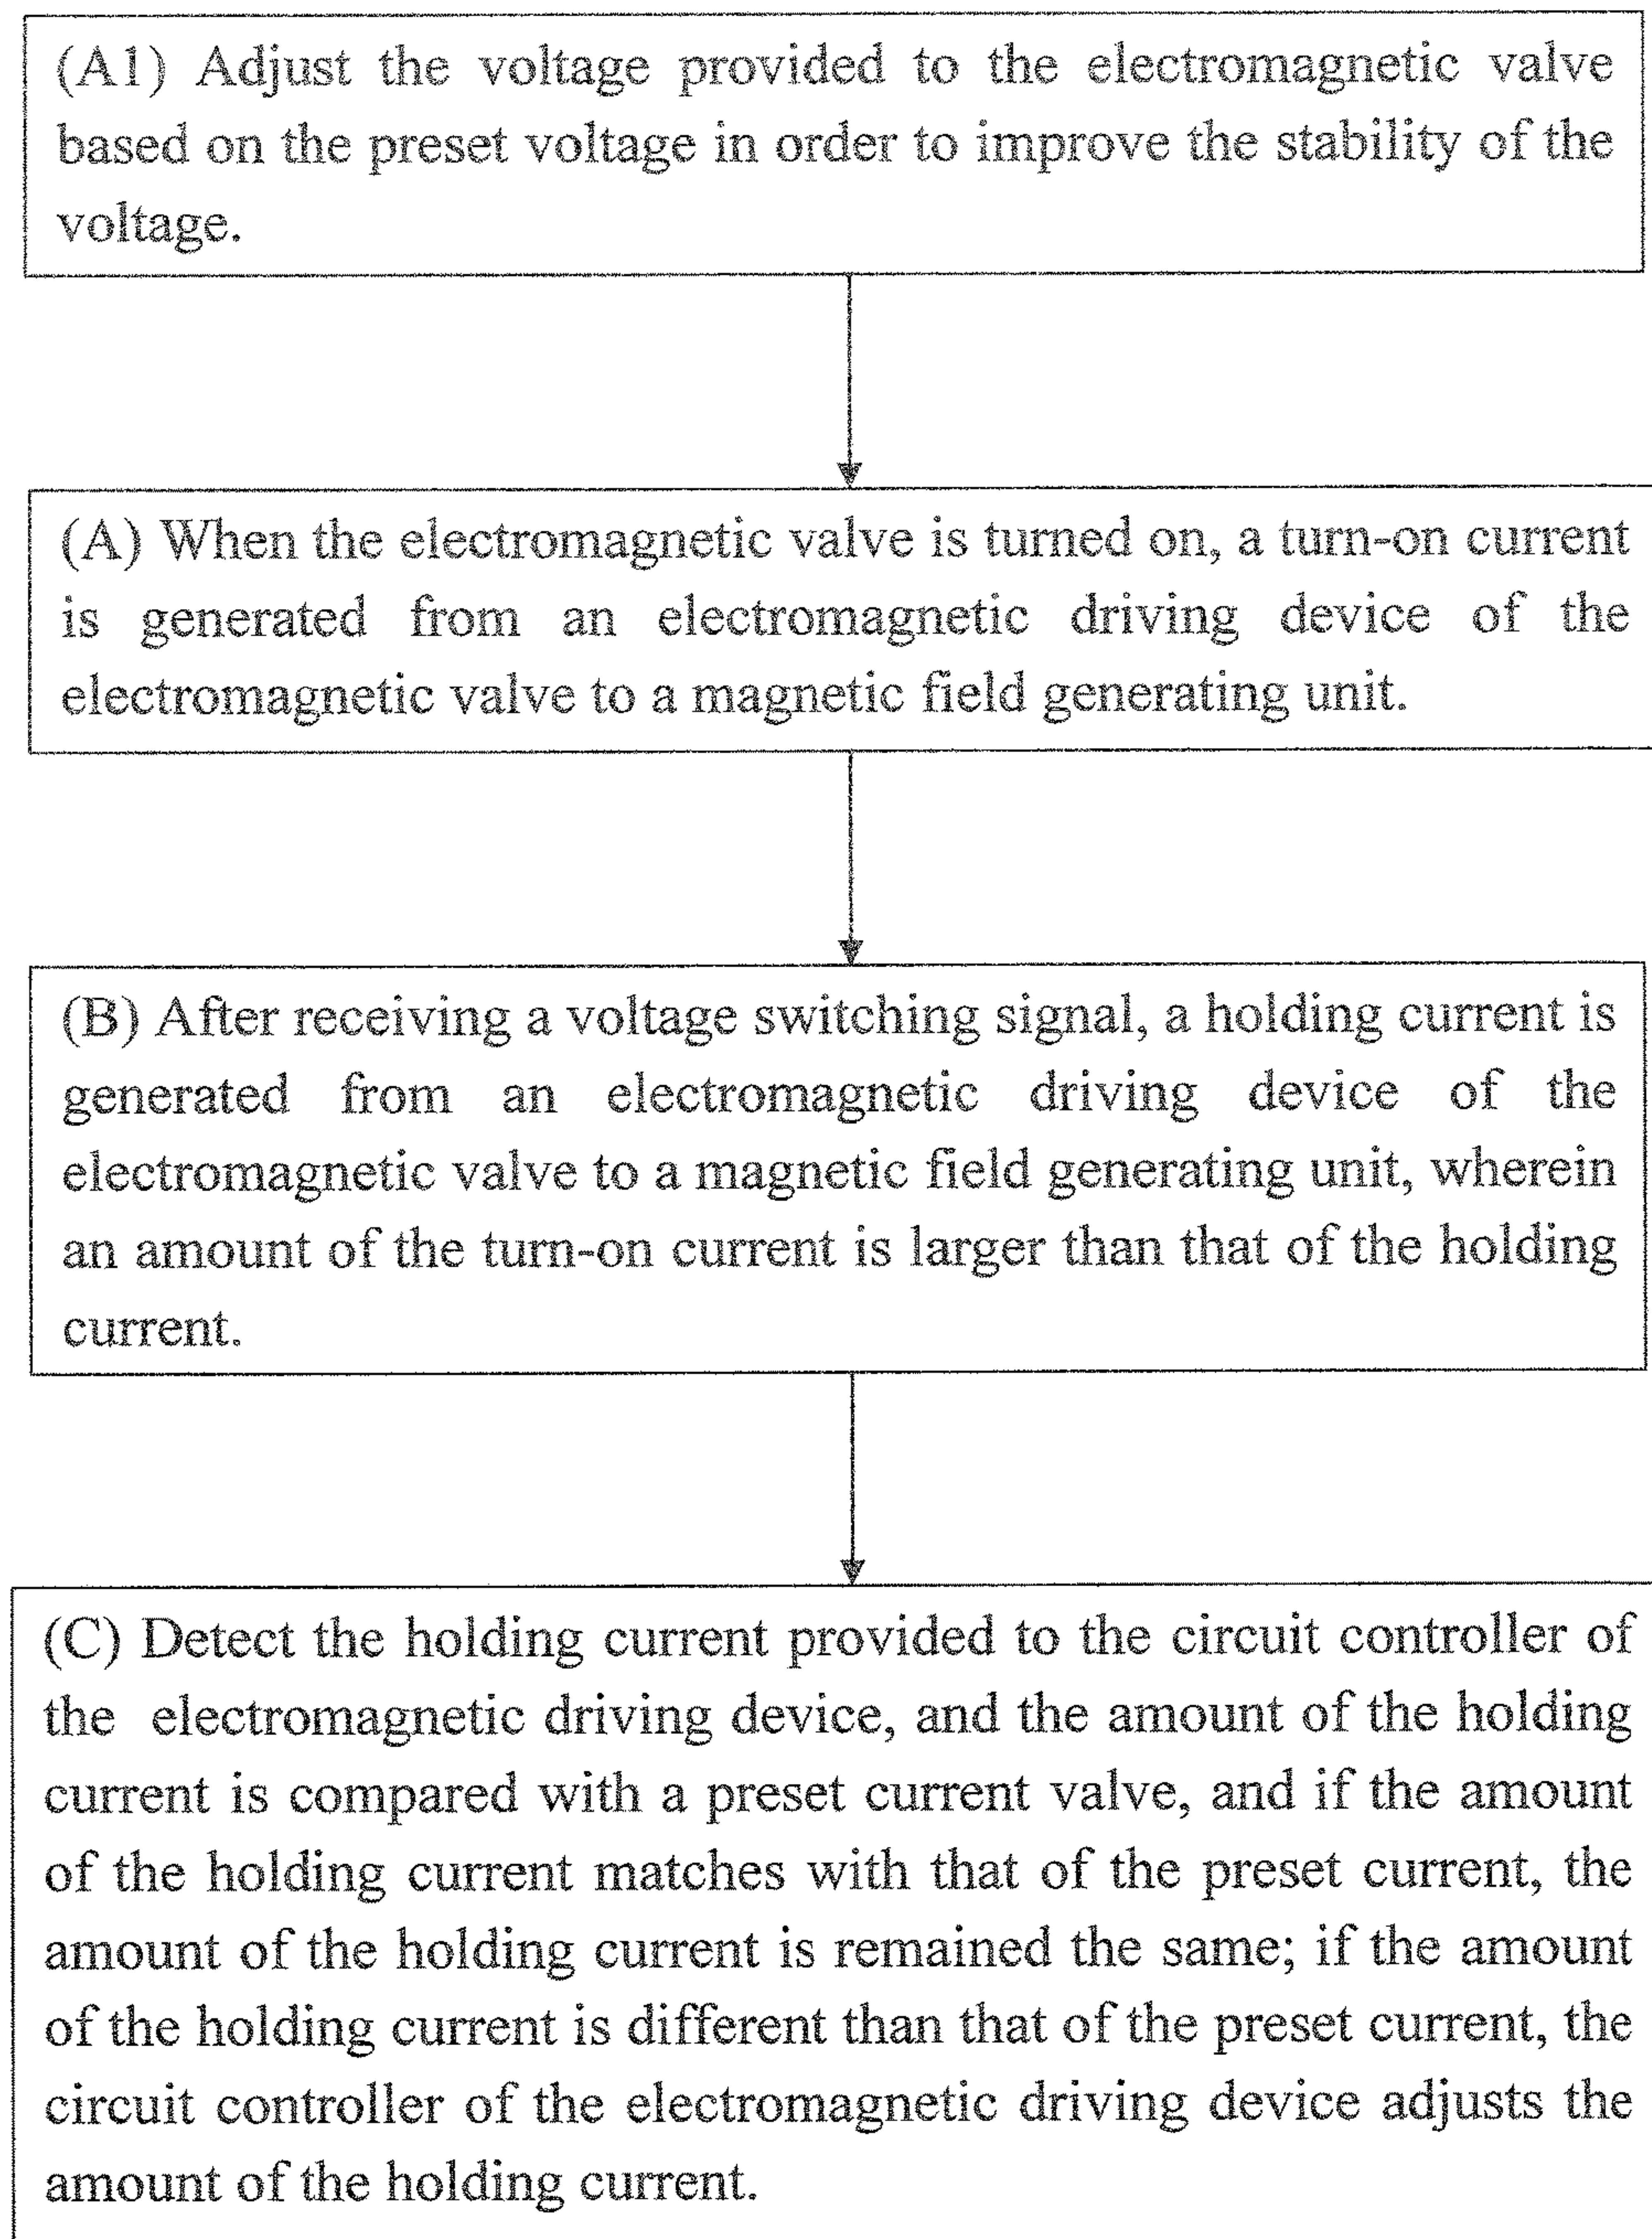 (A1) Adjust the voltage provided to the electromagnetic valve
based on the preset voltage in order to improve the stability of the
voltage.
(A) When the electromagnetic valve is turned on, a turn-on current
is generated from an electromagnetic driving device of the
electromagnetic valve to a magnetic field generating unit.
(B) After receiving a voltage switching signal, a holding current is
generated from an electromagnetic driving device of the
electromagnetic valve to a magnetic field generating unit, wherein
an amount of the turn-on current is larger than that of the holding
current.
(C) Detect the holding current provided to the circuit controller of
the electromagnetic driving device, and the amount of the holding
current is compared with a preset current valve, and if the amount
of the holding current matches with that of the preset current, the
amount of the holding current is remained the same; if the amount
of the holding current is different than that of the preset current, the
circuit controller of the electromagnetic driving device adjusts the
amount of the holding current.